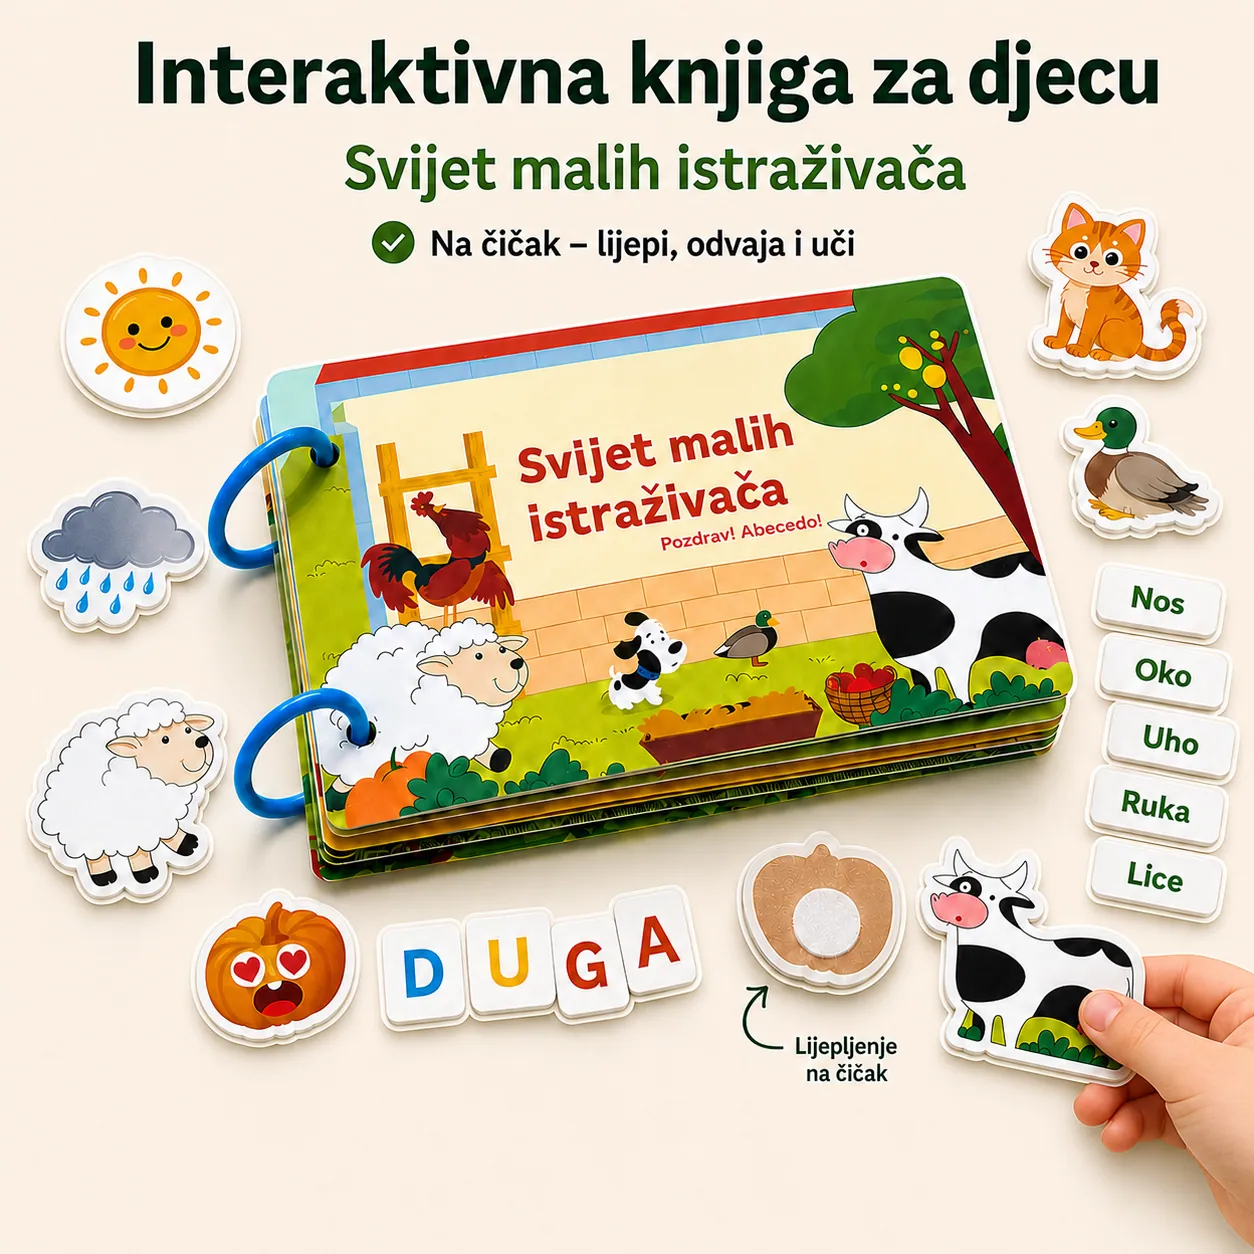 Interaktivna knjiga za djecu
Svijet malih istraživača
Na čičak – lijepi, odvaja i uči
Svijet malih
istraživača
Pozdrav! Abecedo!
Nos
Oko
Uho
Ruka
Lice
D U G A
Lijepljenje
na čičak